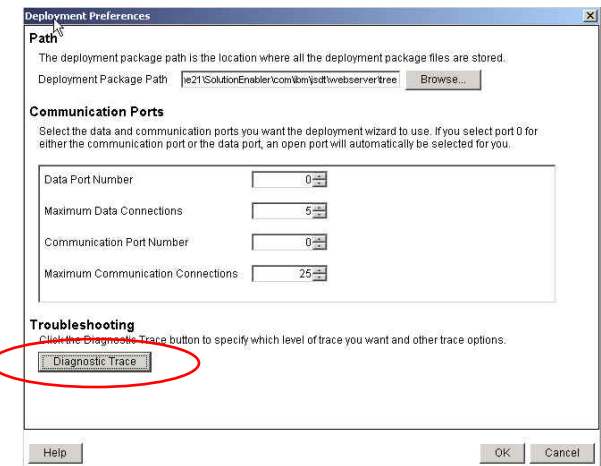 Deployment Preferences
Path
The deployment package path is the location where all the deployment package files are stored.
Deployment Package Path ne21\SolutionEnabler\com\ibm\jsdt\webserver\tree Browse...
Communication Ports
Select the data and communication ports you want the deployment wizard to use. If you select port 0 for
either the communication port or the data port, an open port will automatically be selected for you.
Data Port Number 0
Maximum Data Connections 5
Communication Port Number 0
Maximum Communication Connections 25
Troubleshooting
Click the Diagnostic Trace button to specify which level of trace you want and other trace options.
Diagnostic Trace
Help OK Cancel